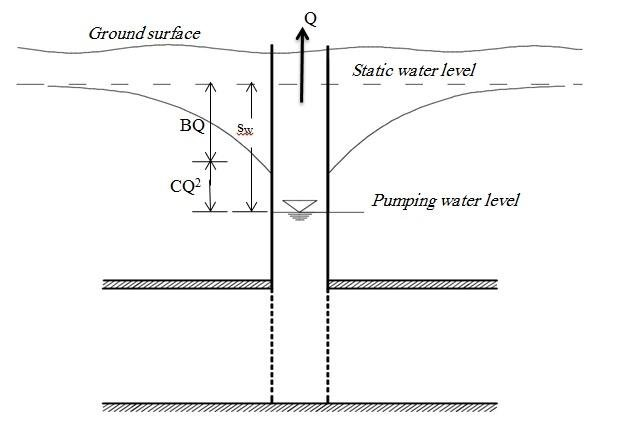 Q
Ground surface
Static water level
BQ
sw
CQ²
Pumping water level